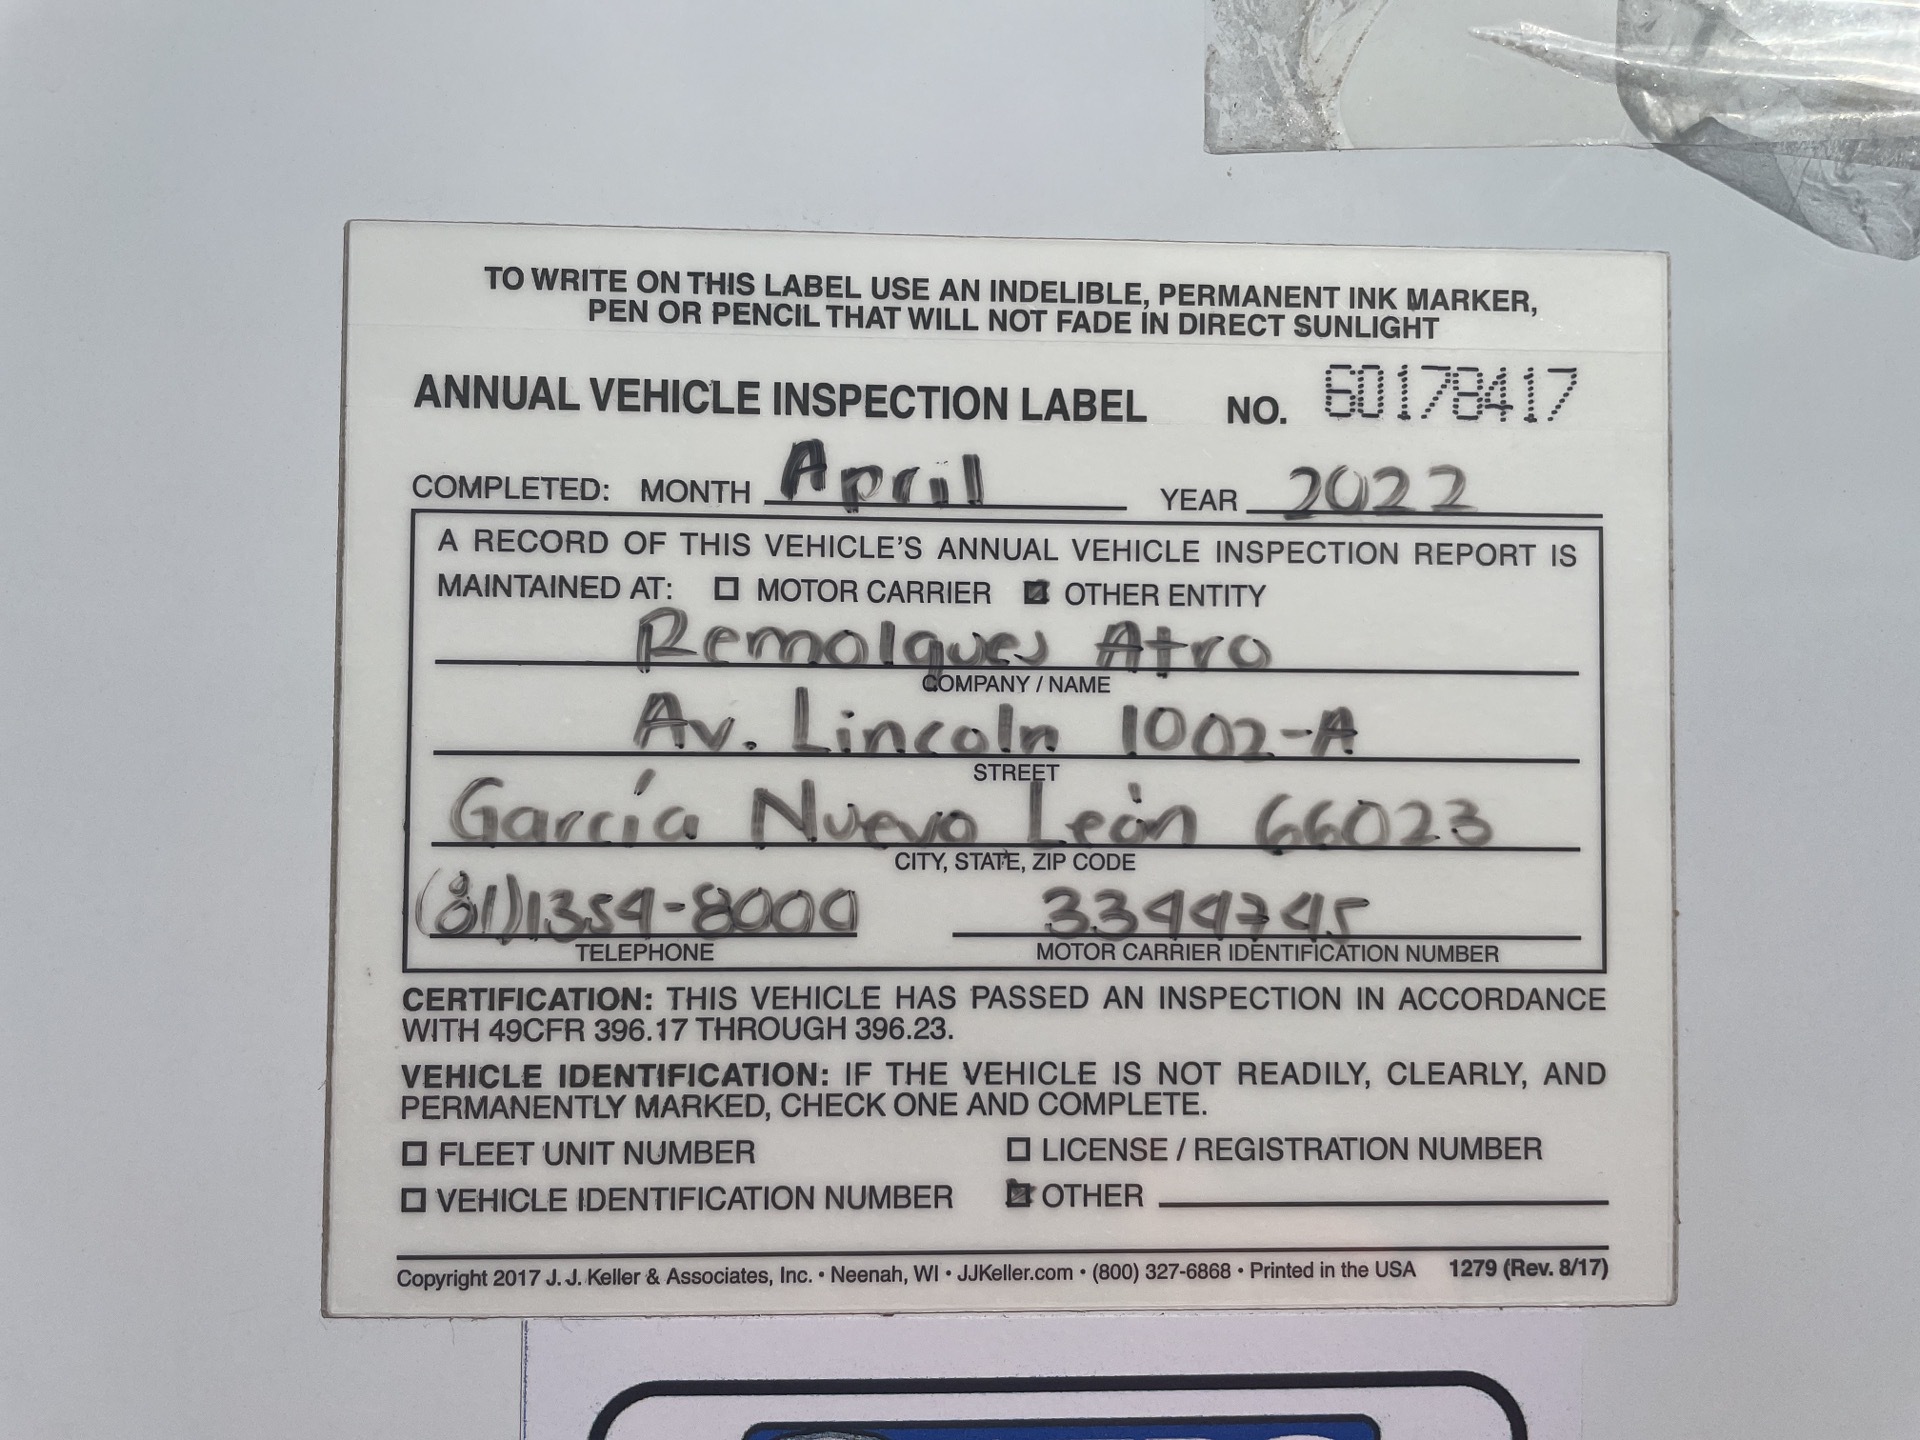 TO WRITE ON THIS LABEL USE AN INDELIBLE, PERMANENT INK MARKER,
PEN OR PENCIL THAT WILL NOT FADE IN DIRECT SUNLIGHT
ANNUAL VEHICLE INSPECTION LABEL NO. 60178417
COMPLETED: MONTH April YEAR 2022
A RECORD OF THIS VEHICLE'S ANNUAL VEHICLE INSPECTION REPORT IS
MAINTAINED AT: ☐ MOTOR CARRIER ☒ OTHER ENTITY
Remolques Atro
COMPANY / NAME
Av. Lincoln 1002-A
STREET
García Nuevo León 66023
CITY, STATE, ZIP CODE
(81)1354-8000 3344745
TELEPHONE MOTOR CARRIER IDENTIFICATION NUMBER
CERTIFICATION: THIS VEHICLE HAS PASSED AN INSPECTION IN ACCORDANCE
WITH 49CFR 396.17 THROUGH 396.23.
VEHICLE IDENTIFICATION: IF THE VEHICLE IS NOT READILY, CLEARLY, AND
PERMANENTLY MARKED, CHECK ONE AND COMPLETE.
☐ FLEET UNIT NUMBER ☐ LICENSE / REGISTRATION NUMBER
☐ VEHICLE IDENTIFICATION NUMBER ☒ OTHER
Copyright 2017 J. J. Keller & Associates, Inc. • Neenah, WI • JJKeller.com • (800) 327-6868 • Printed in the USA 1279 (Rev. 8/17)